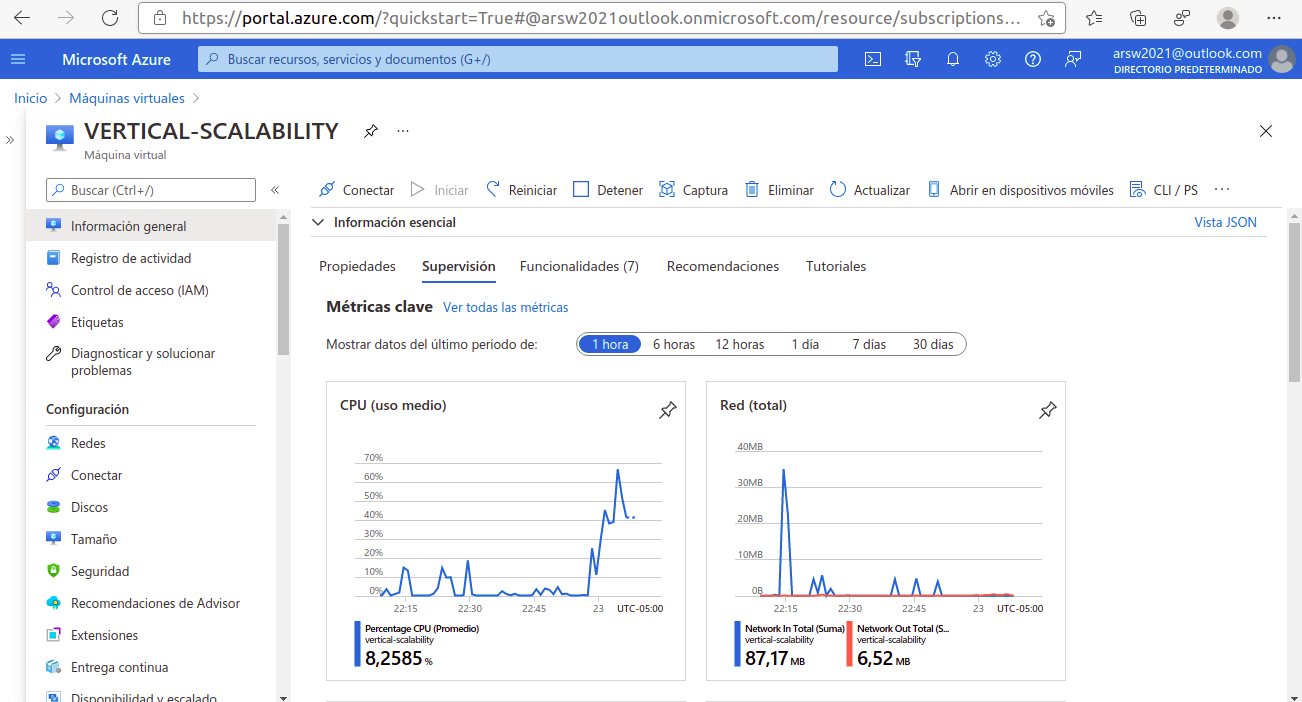 https://portal.azure.com/?quickstart=True#@arsw2021outlook.onmicrosoft.com/resource/subscriptions...
Microsoft Azure
Buscar recursos, servicios y documentos (G+/)
arsw2021@outlook.com
DIRECTORIO PREDETERMINADO
Inicio > Máquinas virtuales >
VERTICAL-SCALABILITY
Máquina virtual
Buscar (Ctrl+/)
Información general
Registro de actividad
Control de acceso (IAM)
Etiquetas
Diagnosticar y solucionar
problemas
Configuración
Redes
Conectar
Discos
Tamaño
Seguridad
Recomendaciones de Advisor
Extensiones
Entrega continua
Disponibilidad y escalado
Conectar Iniciar Reiniciar Detener Captura Eliminar Actualizar Abrir en dispositivos móviles CLI / PS
Información esencial
Vista JSON
Propiedades Supervisión Funcionalidades (7) Recomendaciones Tutoriales
Métricas clave Ver todas las métricas
Mostrar datos del último período de: 1 hora 6 horas 12 horas 1 día 7 días 30 días
CPU (uso medio)
70%
60%
50%
40%
30%
20%
10%
0%
22:15 22:30 22:45 23 UTC-05:00
Percentage CPU (Promedio)
vertical-scalability
8,2585 %
Red (total)
40MB
30MB
20MB
10MB
0B
22:15 22:30 22:45 23 UTC-05:00
Network In Total (Suma)
vertical-scalability
87,17 MB
Network Out Total (S...
vertical-scalability
6,52 MB